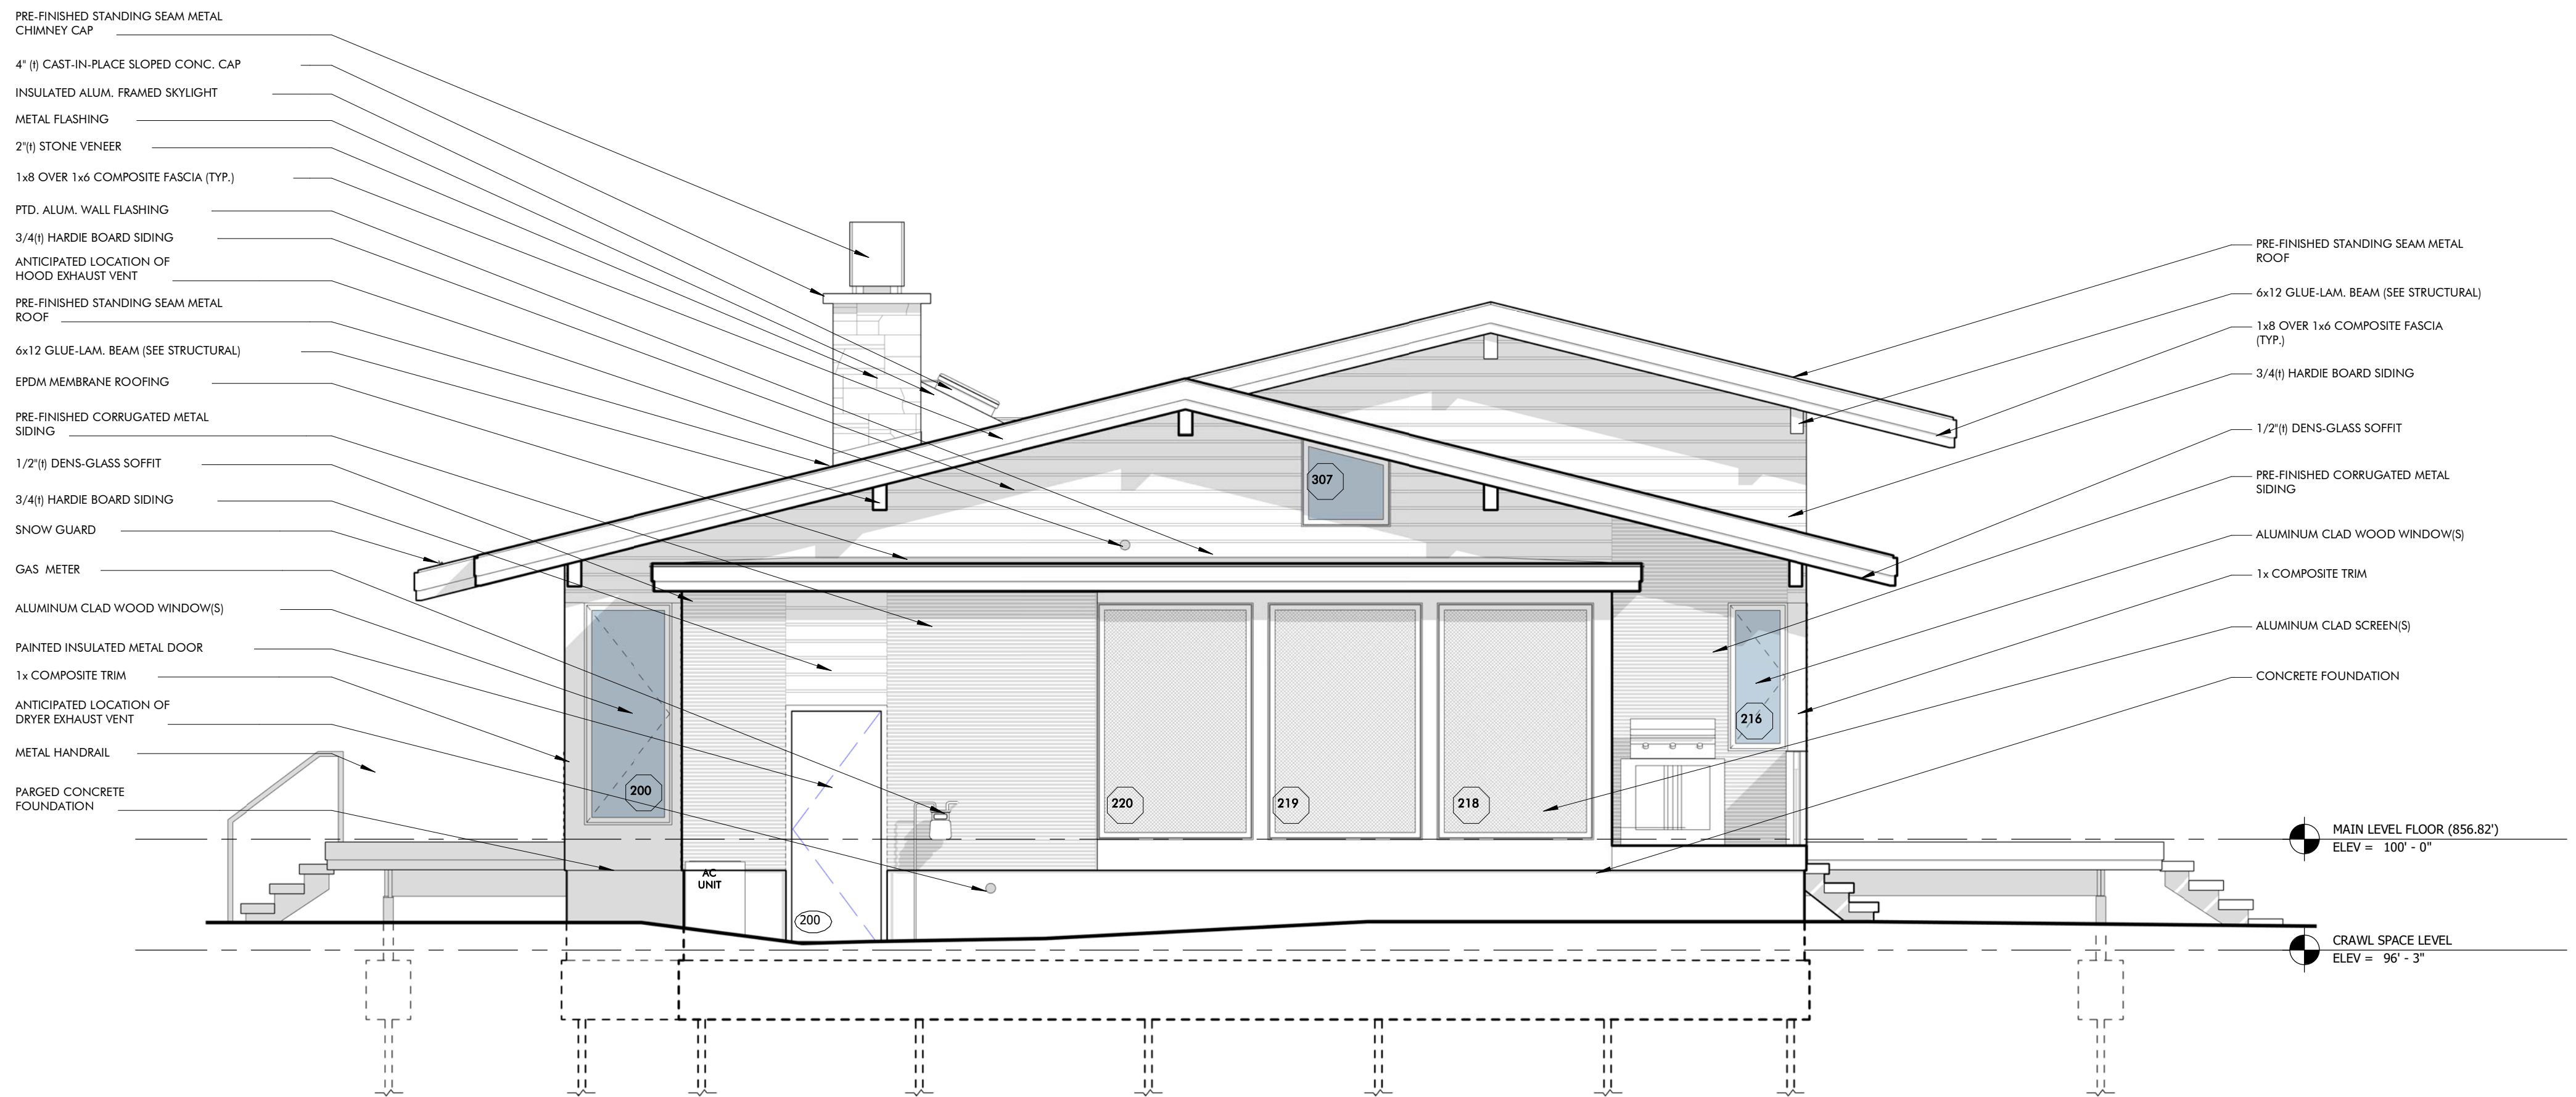 PRE-FINISHED STANDING SEAM METAL
CHIMNEY CAP
4" (t) CAST-IN-PLACE SLOPED CONC. CAP
INSULATED ALUM. FRAMED SKYLIGHT
METAL FLASHING
2"(t) STONE VENEER
1x8 OVER 1x6 COMPOSITE FASCIA (TYP.)
PTD. ALUM. WALL FLASHING
3/4(t) HARDIE BOARD SIDING
ANTICIPATED LOCATION OF
HOOD EXHAUST VENT
PRE-FINISHED STANDING SEAM METAL
ROOF
6x12 GLUE-LAM. BEAM (SEE STRUCTURAL)
EPDM MEMBRANE ROOFING
PRE-FINISHED CORRUGATED METAL
SIDING
1/2"(t) DENS-GLASS SOFFIT
3/4(t) HARDIE BOARD SIDING
SNOW GUARD
GAS METER
ALUMINUM CLAD WOOD WINDOW(S)
PAINTED INSULATED METAL DOOR
1x COMPOSITE TRIM
ANTICIPATED LOCATION OF
DRYER EXHAUST VENT
METAL HANDRAIL
PARGED CONCRETE
FOUNDATION
307
216
200
220
219
218
AC
UNIT
200
PRE-FINISHED STANDING SEAM METAL
ROOF
6x12 GLUE-LAM. BEAM (SEE STRUCTURAL)
1x8 OVER 1x6 COMPOSITE FASCIA
(TYP.)
3/4(t) HARDIE BOARD SIDING
1/2"(t) DENS-GLASS SOFFIT
PRE-FINISHED CORRUGATED METAL
SIDING
ALUMINUM CLAD WOOD WINDOW(S)
1x COMPOSITE TRIM
ALUMINUM CLAD SCREEN(S)
CONCRETE FOUNDATION
MAIN LEVEL FLOOR (856.82')
ELEV = 100' - 0"
CRAWL SPACE LEVEL
ELEV = 96' - 3"